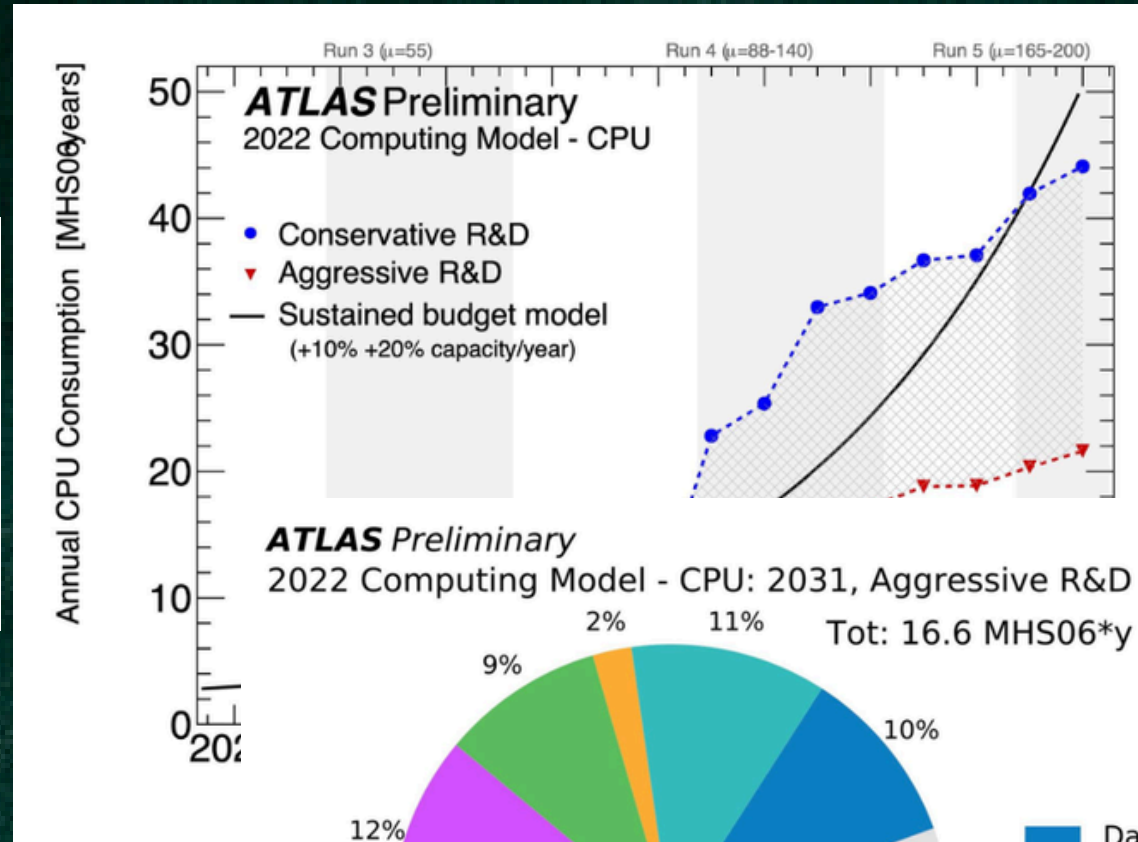 Run 3 (μ=55) Run 4 (μ=88-140) Run 5 (μ=165-200)
Annual CPU Consumption [MHS06years]
50
40
30
20
10
0
ATLAS Preliminary
2022 Computing Model - CPU
Conservative R&D
Aggressive R&D
Sustained budget model
(+10% +20% capacity/year)
202
ATLAS Preliminary
2022 Computing Model - CPU: 2031, Aggressive R&D
Tot: 16.6 MHS06*y
2%
11%
9%
10%
12%
Da